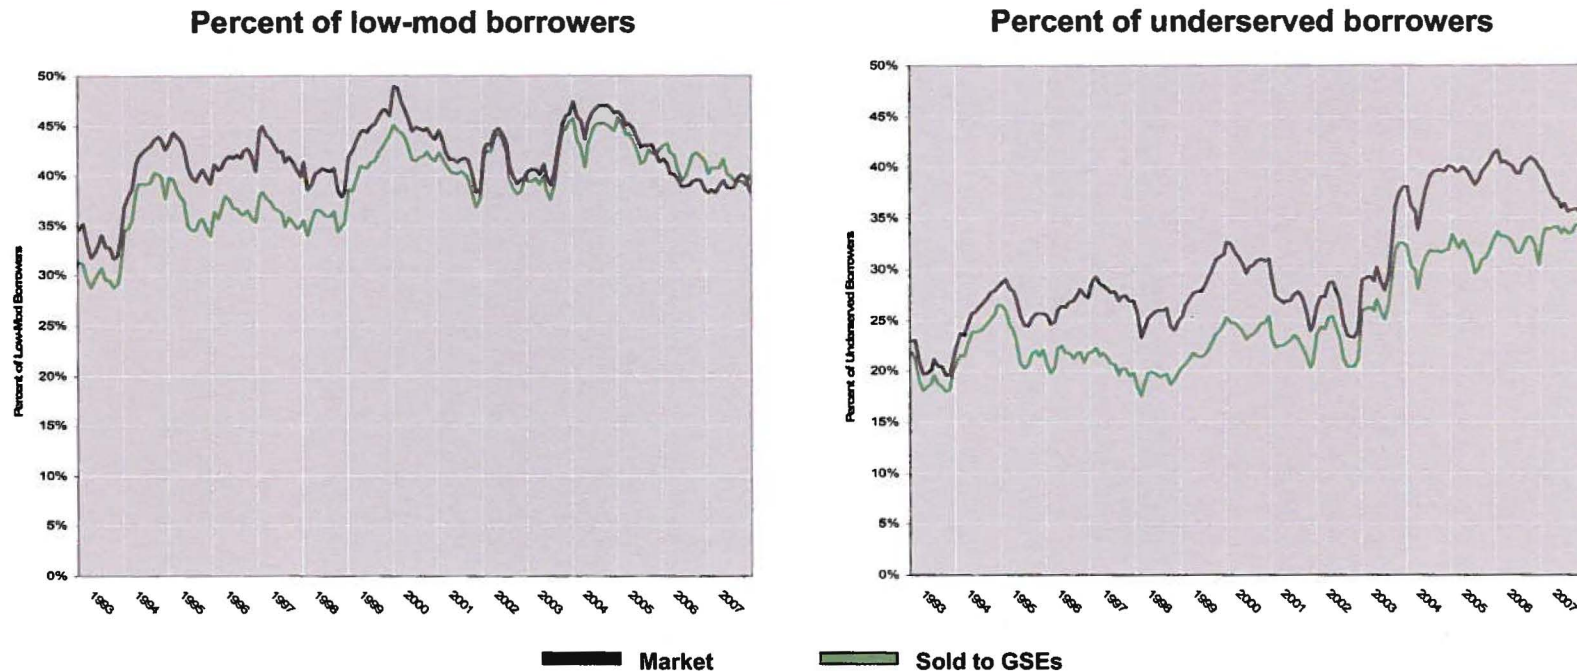 Percent of low-mod borrowers
50%
45%
40%
35%
30%
25%
20%
15%
10%
5%
0%
Percent of Low-Mod Borrowers
1993 1994 1995 1996 1997 1998 1999 2000 2001 2002 2003 2004 2005 2006 2007
Percent of underserved borrowers
50%
45%
40%
35%
30%
25%
20%
15%
10%
5%
0%
Percent of Underserved Borrowers
1993 1994 1995 1996 1997 1998 1999 2000 2001 2002 2003 2004 2005 2006 2007
Market
Sold to GSEs